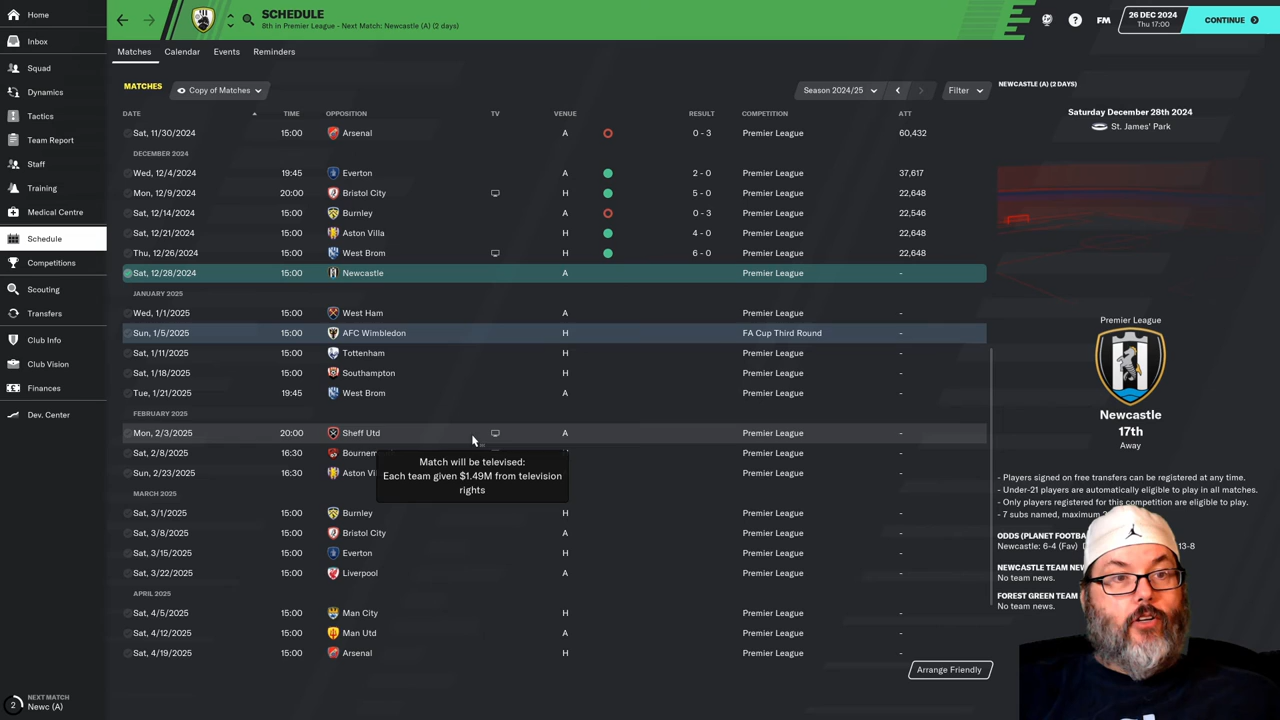 Home
Inbox
Squad
Dynamics
Tactics
Team Report
Staff
Training
Medical Centre
Schedule
Competitions
Scouting
Transfers
Club Info
Club Vision
Finances
Dev. Center
2
NEXT MATCH
Newc (A)
SCHEDULE
8th in Premier League - Next Match: Newcastle (A) (2 days)
FM
26 DEC 2024
Thu 17:00
CONTINUE
Matches Calendar Events Reminders
MATCHES Copy of Matches Season 2024/25 Filter
DATE TIME OPPOSITION TV VENUE RESULT COMPETITION ATT
Sat, 11/30/2024 15:00 Arsenal A 0 - 3 Premier League 60,432
DECEMBER 2024
Wed, 12/4/2024 19:45 Everton A 2 - 0 Premier League 37,617
Mon, 12/9/2024 20:00 Bristol City H 5 - 0 Premier League 22,648
Sat, 12/14/2024 15:00 Burnley A 0 - 3 Premier League 22,546
Sat, 12/21/2024 15:00 Aston Villa H 4 - 0 Premier League 22,648
Thu, 12/26/2024 15:00 West Brom H 6 - 0 Premier League 22,648
Sat, 12/28/2024 15:00 Newcastle A Premier League -
JANUARY 2025
Wed, 1/1/2025 15:00 West Ham A Premier League -
Sun, 1/5/2025 15:00 AFC Wimbledon H FA Cup Third Round -
Sat, 1/11/2025 15:00 Tottenham H Premier League -
Sat, 1/18/2025 15:00 Southampton H Premier League -
Tue, 1/21/2025 19:45 West Brom A Premier League -
FEBRUARY 2025
Mon, 2/3/2025 20:00 Sheff Utd A Premier League -
Sat, 2/8/2025 16:30 Bournem Premier League -
Sun, 2/23/2025 16:30 Aston Vi Premier League -
Match will be televised:
Each team given $1.49M from television
rights
MARCH 2025
Sat, 3/1/2025 15:00 Burnley H Premier League -
Sat, 3/8/2025 15:00 Bristol City A Premier League -
Sat, 3/15/2025 15:00 Everton H Premier League -
Sat, 3/22/2025 15:00 Liverpool A Premier League -
APRIL 2025
Sat, 4/5/2025 15:00 Man City H Premier League -
Sat, 4/12/2025 15:00 Man Utd A Premier League -
Sat, 4/19/2025 15:00 Arsenal H Premier League -
Arrange Friendly
NEWCASTLE (A) (2 DAYS)
Saturday December 28th 2024
St. James' Park
Premier League
Newcastle
17th
Away
- Players signed on free transfers can be registered at any time.
- Under-21 players are automatically eligible to play in all matches.
- Only players registered for this competition are eligible to play.
- 7 subs named, maximum
ODDS (PLANET FOOTBA
Newcastle: 6-4 (Fav) 13-8
NEWCASTLE TEAM NEW
No team news.
FOREST GREEN TEAM
No team news.